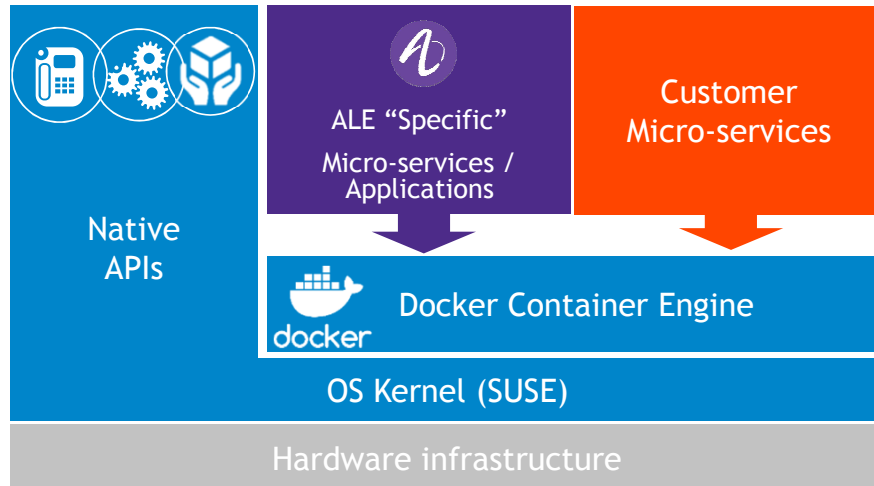 Native
APIs
ALE “Specific”
Micro-services /
Applications
Customer
Micro-services
docker
Docker Container Engine
OS Kernel (SUSE)
Hardware infrastructure